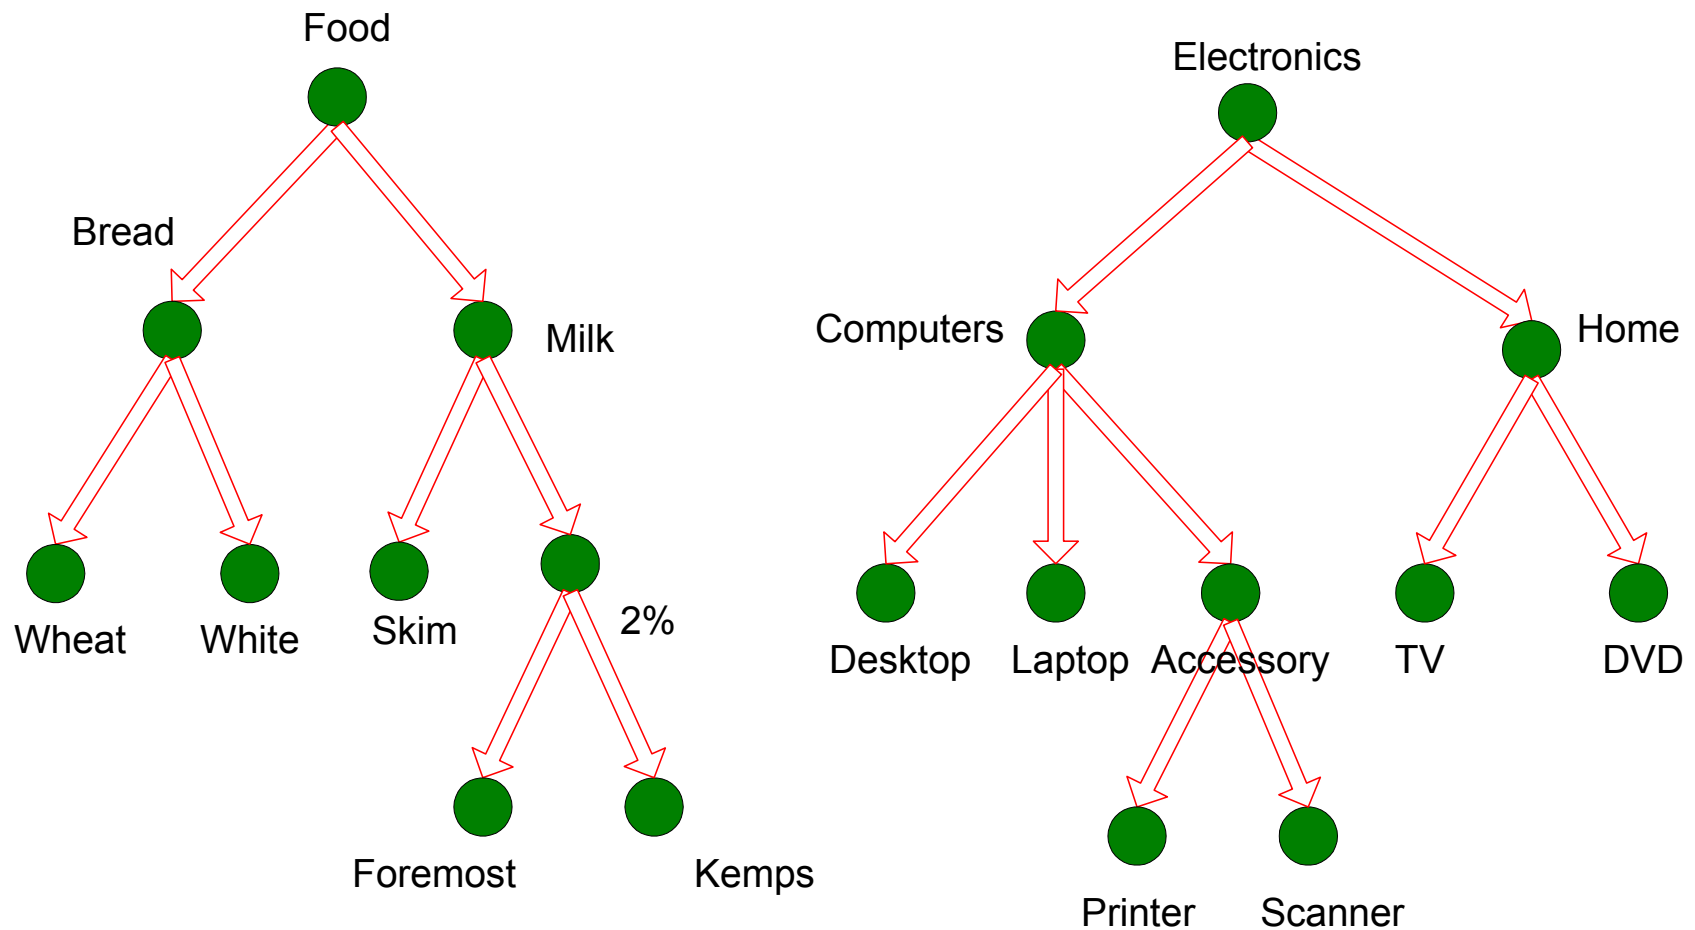 Food
Electronics
Bread
Milk
Computers
Home
Wheat
White
Skim
2%
Desktop
Laptop
Accessory
TV
DVD
Foremost
Kemps
Printer
Scanner